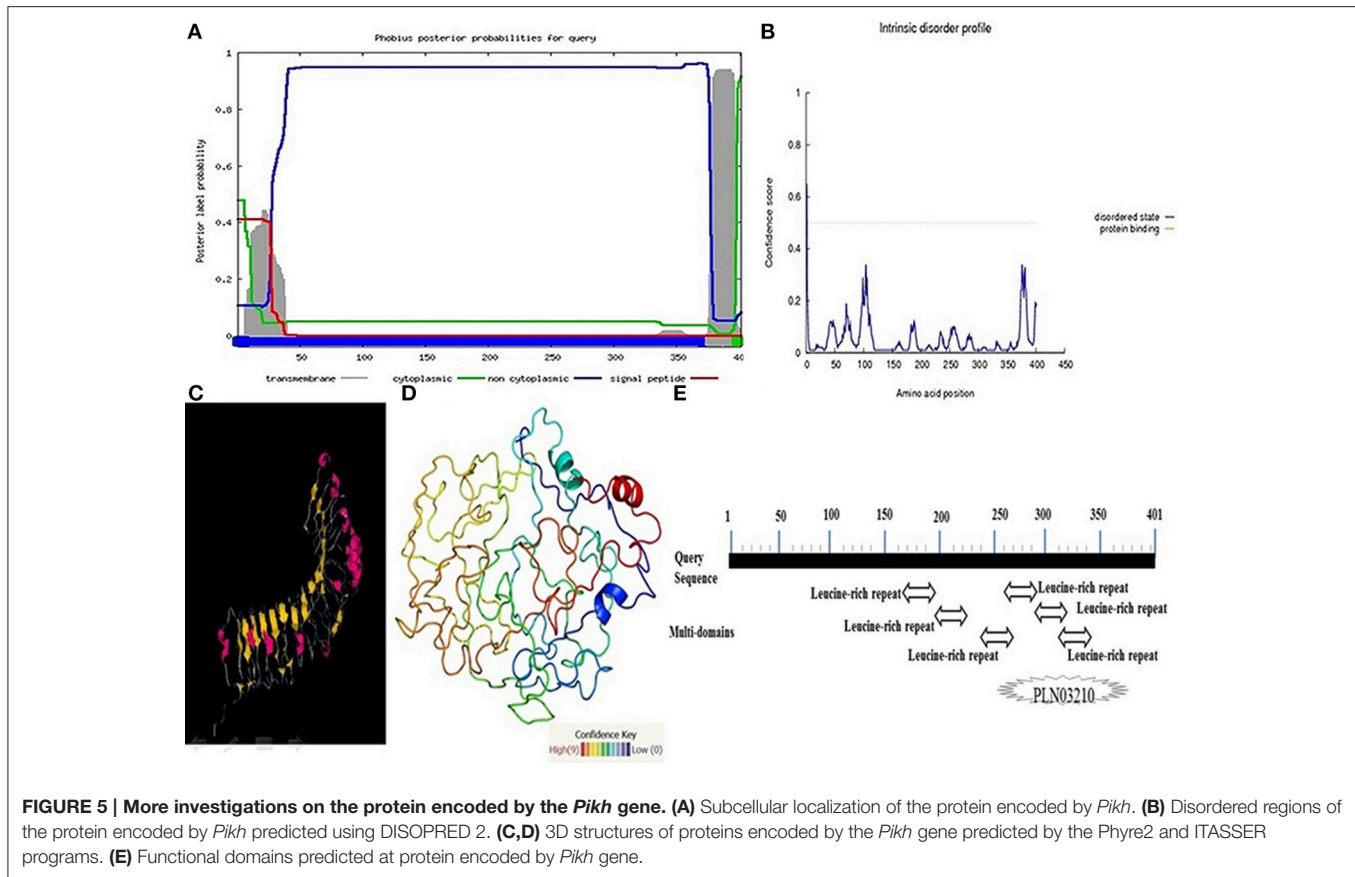 A
Phobius posterior probabilities for query
Posterior label probability
1
0.8
0.6
0.4
0.2
0
50
100
150
200
250
300
350
40
transmembrane
cytoplasmic
non cytoplasmic
signal peptide
B
Intrinsic disorder profile
Confidence score
1
0.8
0.6
0.4
0.2
0
0
50
100
150
200
250
300
350
400
450
Amino acid position
disordered state
protein binding
C
D
Confidence Key
High(9)
Low (0)
E
1
50
100
150
200
250
300
350
401
Query
Sequence
Multi-domains
Leucine-rich repeat
Leucine-rich repeat
Leucine-rich repeat
Leucine-rich repeat
Leucine-rich repeat
Leucine-rich repeat
PLN03210
FIGURE 5 | More investigations on the protein encoded by the Pikh gene. (A) Subcellular localization of the protein encoded by Pikh. (B) Disordered regions of
the protein encoded by Pikh predicted using DISOPRED 2. (C,D) 3D structures of proteins encoded by the Pikh gene predicted by the Phyre2 and ITASSER
programs. (E) Functional domains predicted at protein encoded by Pikh gene.